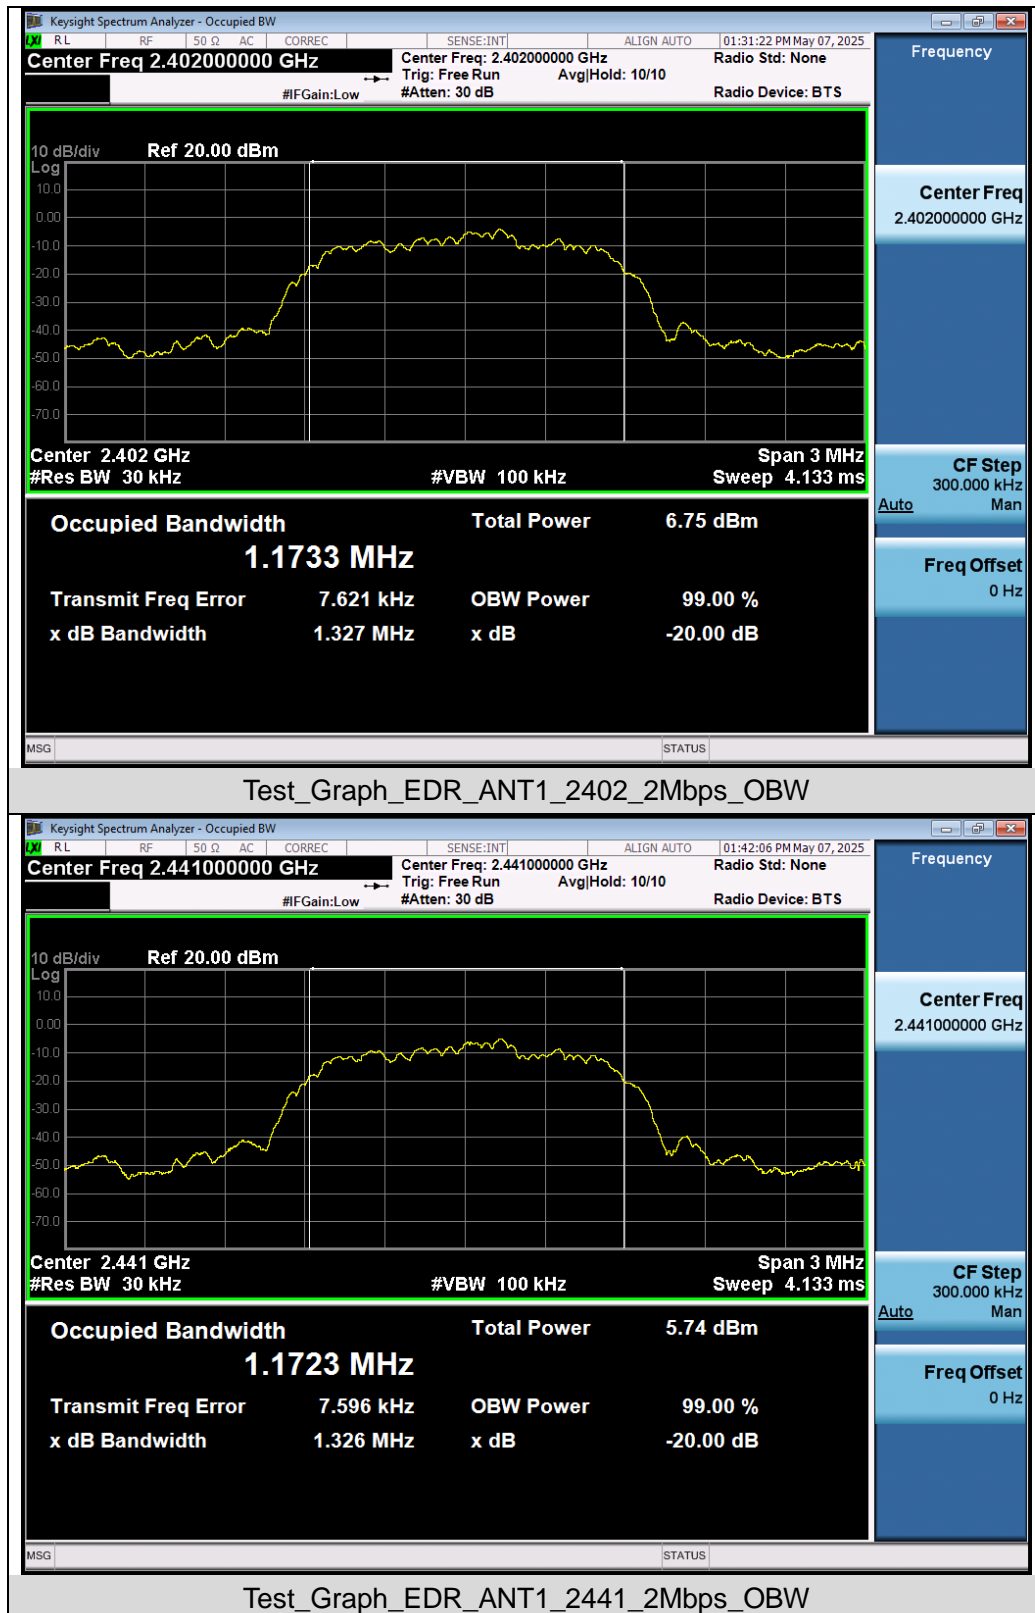 Keysight Spectrum Analyzer - Occupied BW
LXI RL RF 50 Ω AC CORREC SENSE:INT ALIGN AUTO 01:31:22 PM May 07, 2025
Center Freq 2.402000000 GHz
Center Freq: 2.402000000 GHz
Radio Std: None
Trig: Free Run Avg|Hold: 10/10
#IFGain:Low
#Atten: 30 dB
Radio Device: BTS
Frequency
10 dB/div Ref 20.00 dBm
Log
10.0
0.00
-10.0
-20.0
-30.0
-40.0
-50.0
-60.0
-70.0
Center 2.402 GHz Span 3 MHz
#Res BW 30 kHz #VBW 100 kHz Sweep 4.133 ms
Center Freq
2.402000000 GHz
CF Step
300.000 kHz
Auto Man
Freq Offset
0 Hz
Occupied Bandwidth Total Power 6.75 dBm
1.1733 MHz
Transmit Freq Error 7.621 kHz OBW Power 99.00 %
x dB Bandwidth 1.327 MHz x dB -20.00 dB
MSG STATUS
Test_Graph_EDR_ANT1_2402_2Mbps_OBW
Keysight Spectrum Analyzer - Occupied BW
LXI RL RF 50 Ω AC CORREC SENSE:INT ALIGN AUTO 01:42:06 PM May 07, 2025
Center Freq 2.441000000 GHz
Center Freq: 2.441000000 GHz
Radio Std: None
Trig: Free Run Avg|Hold: 10/10
#IFGain:Low
#Atten: 30 dB
Radio Device: BTS
Frequency
10 dB/div Ref 20.00 dBm
Log
10.0
0.00
-10.0
-20.0
-30.0
-40.0
-50.0
-60.0
-70.0
Center 2.441 GHz Span 3 MHz
#Res BW 30 kHz #VBW 100 kHz Sweep 4.133 ms
Center Freq
2.441000000 GHz
CF Step
300.000 kHz
Auto Man
Freq Offset
0 Hz
Occupied Bandwidth Total Power 5.74 dBm
1.1723 MHz
Transmit Freq Error 7.596 kHz OBW Power 99.00 %
x dB Bandwidth 1.326 MHz x dB -20.00 dB
MSG STATUS
Test_Graph_EDR_ANT1_2441_2Mbps_OBW